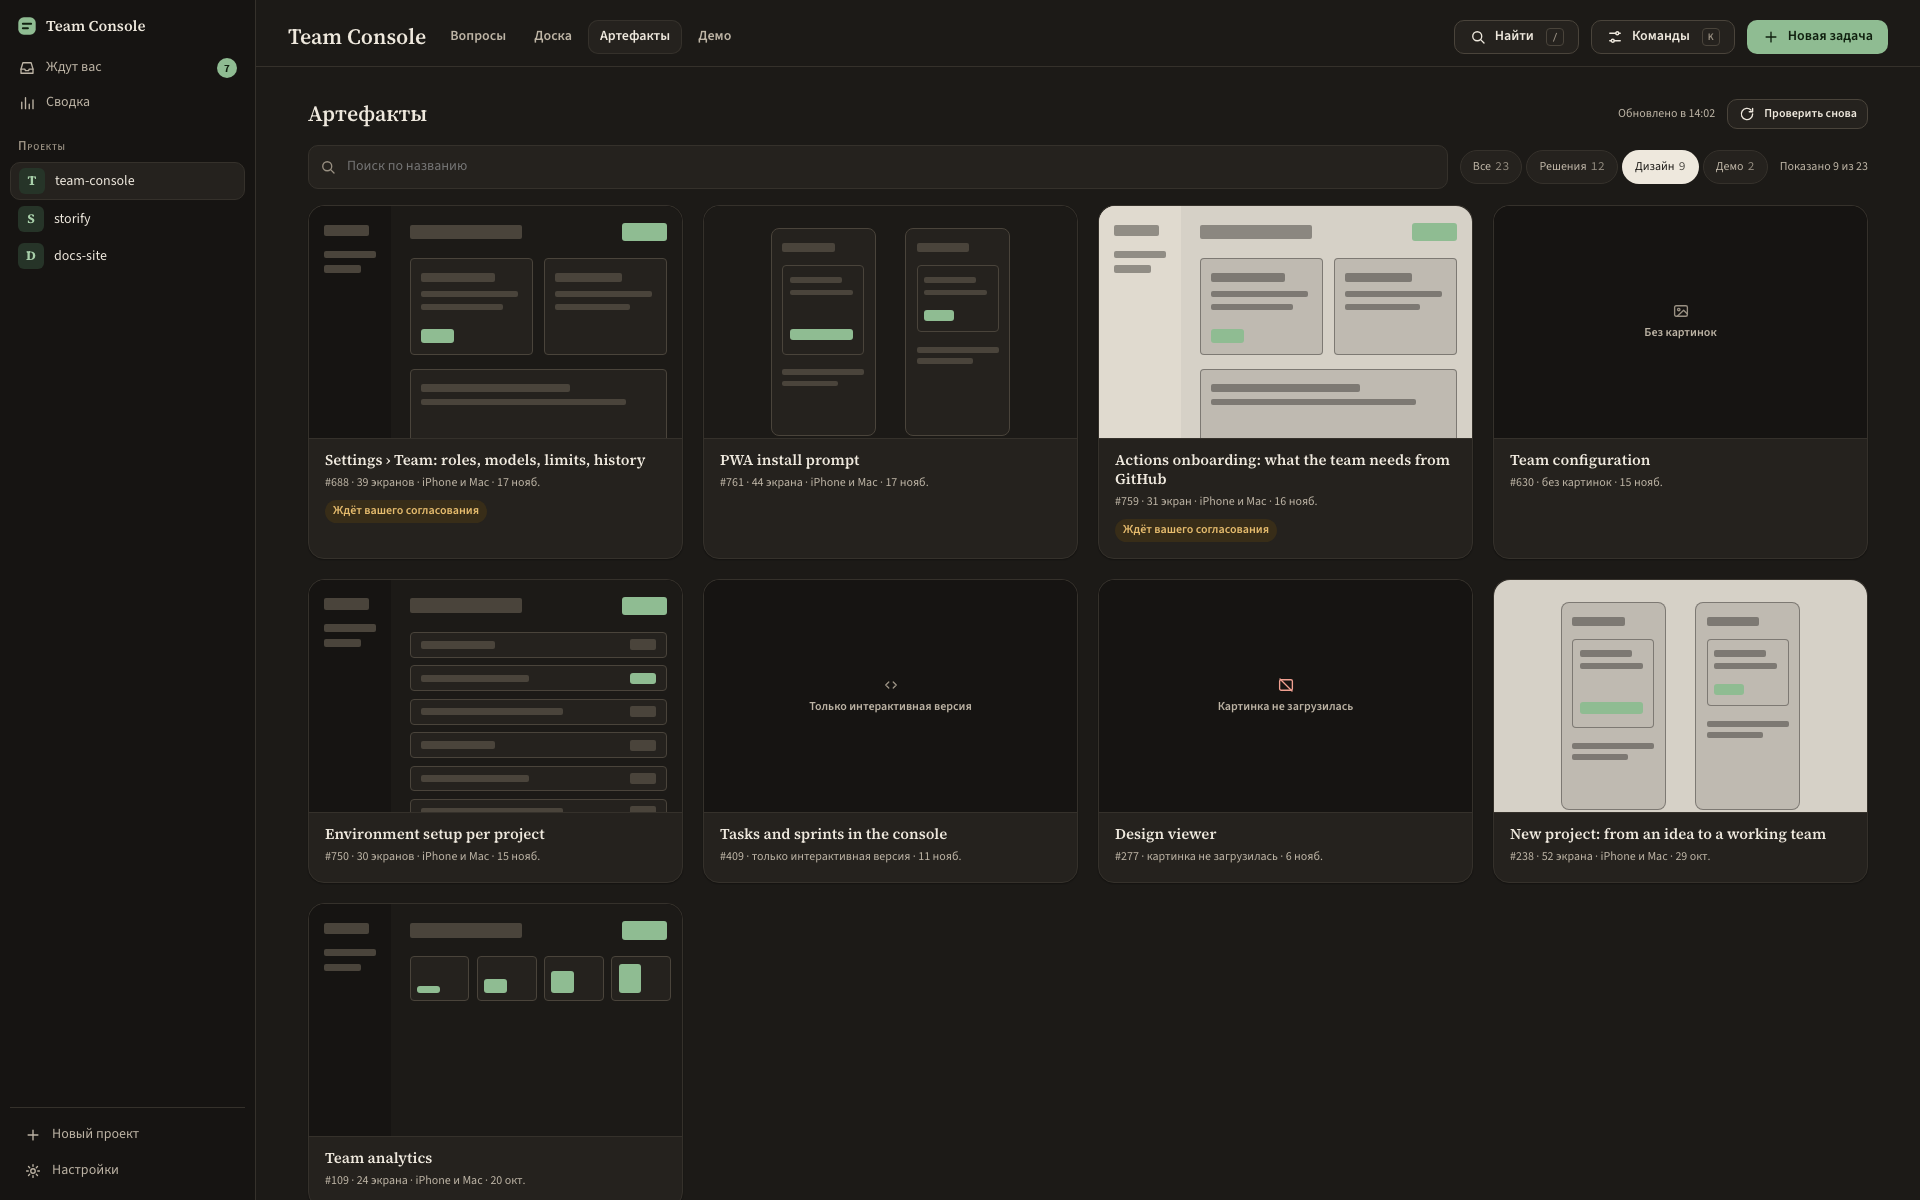 Team Console
Ждут вас
7
Сводка
Проекты
T team-console
S storify
D docs-site
Новый проект
Настройки
Team Console
Вопросы
Доска
Артефакты
Демо
Найти /
Команды K
Новая задача
Артефакты
Обновлено в 14:02
Проверить снова
Поиск по названию
Все 23
Решения 12
Дизайн 9
Демо 2
Показано 9 из 23
Settings › Team: roles, models, limits, history
#688 · 39 экранов · iPhone и Mac · 17 нояб.
Ждёт вашего согласования
PWA install prompt
#761 · 44 экрана · iPhone и Mac · 17 нояб.
Actions onboarding: what the team needs from
GitHub
#759 · 31 экран · iPhone и Mac · 16 нояб.
Ждёт вашего согласования
Без картинок
Team configuration
#630 · без картинок · 15 нояб.
Environment setup per project
#750 · 30 экранов · iPhone и Mac · 15 нояб.
Только интерактивная версия
Tasks and sprints in the console
#409 · только интерактивная версия · 11 нояб.
Картинка не загрузилась
Design viewer
#277 · картинка не загрузилась · 6 нояб.
New project: from an idea to a working team
#238 · 52 экрана · iPhone и Mac · 29 окт.
Team analytics
#109 · 24 экрана · iPhone и Mac · 20 окт.